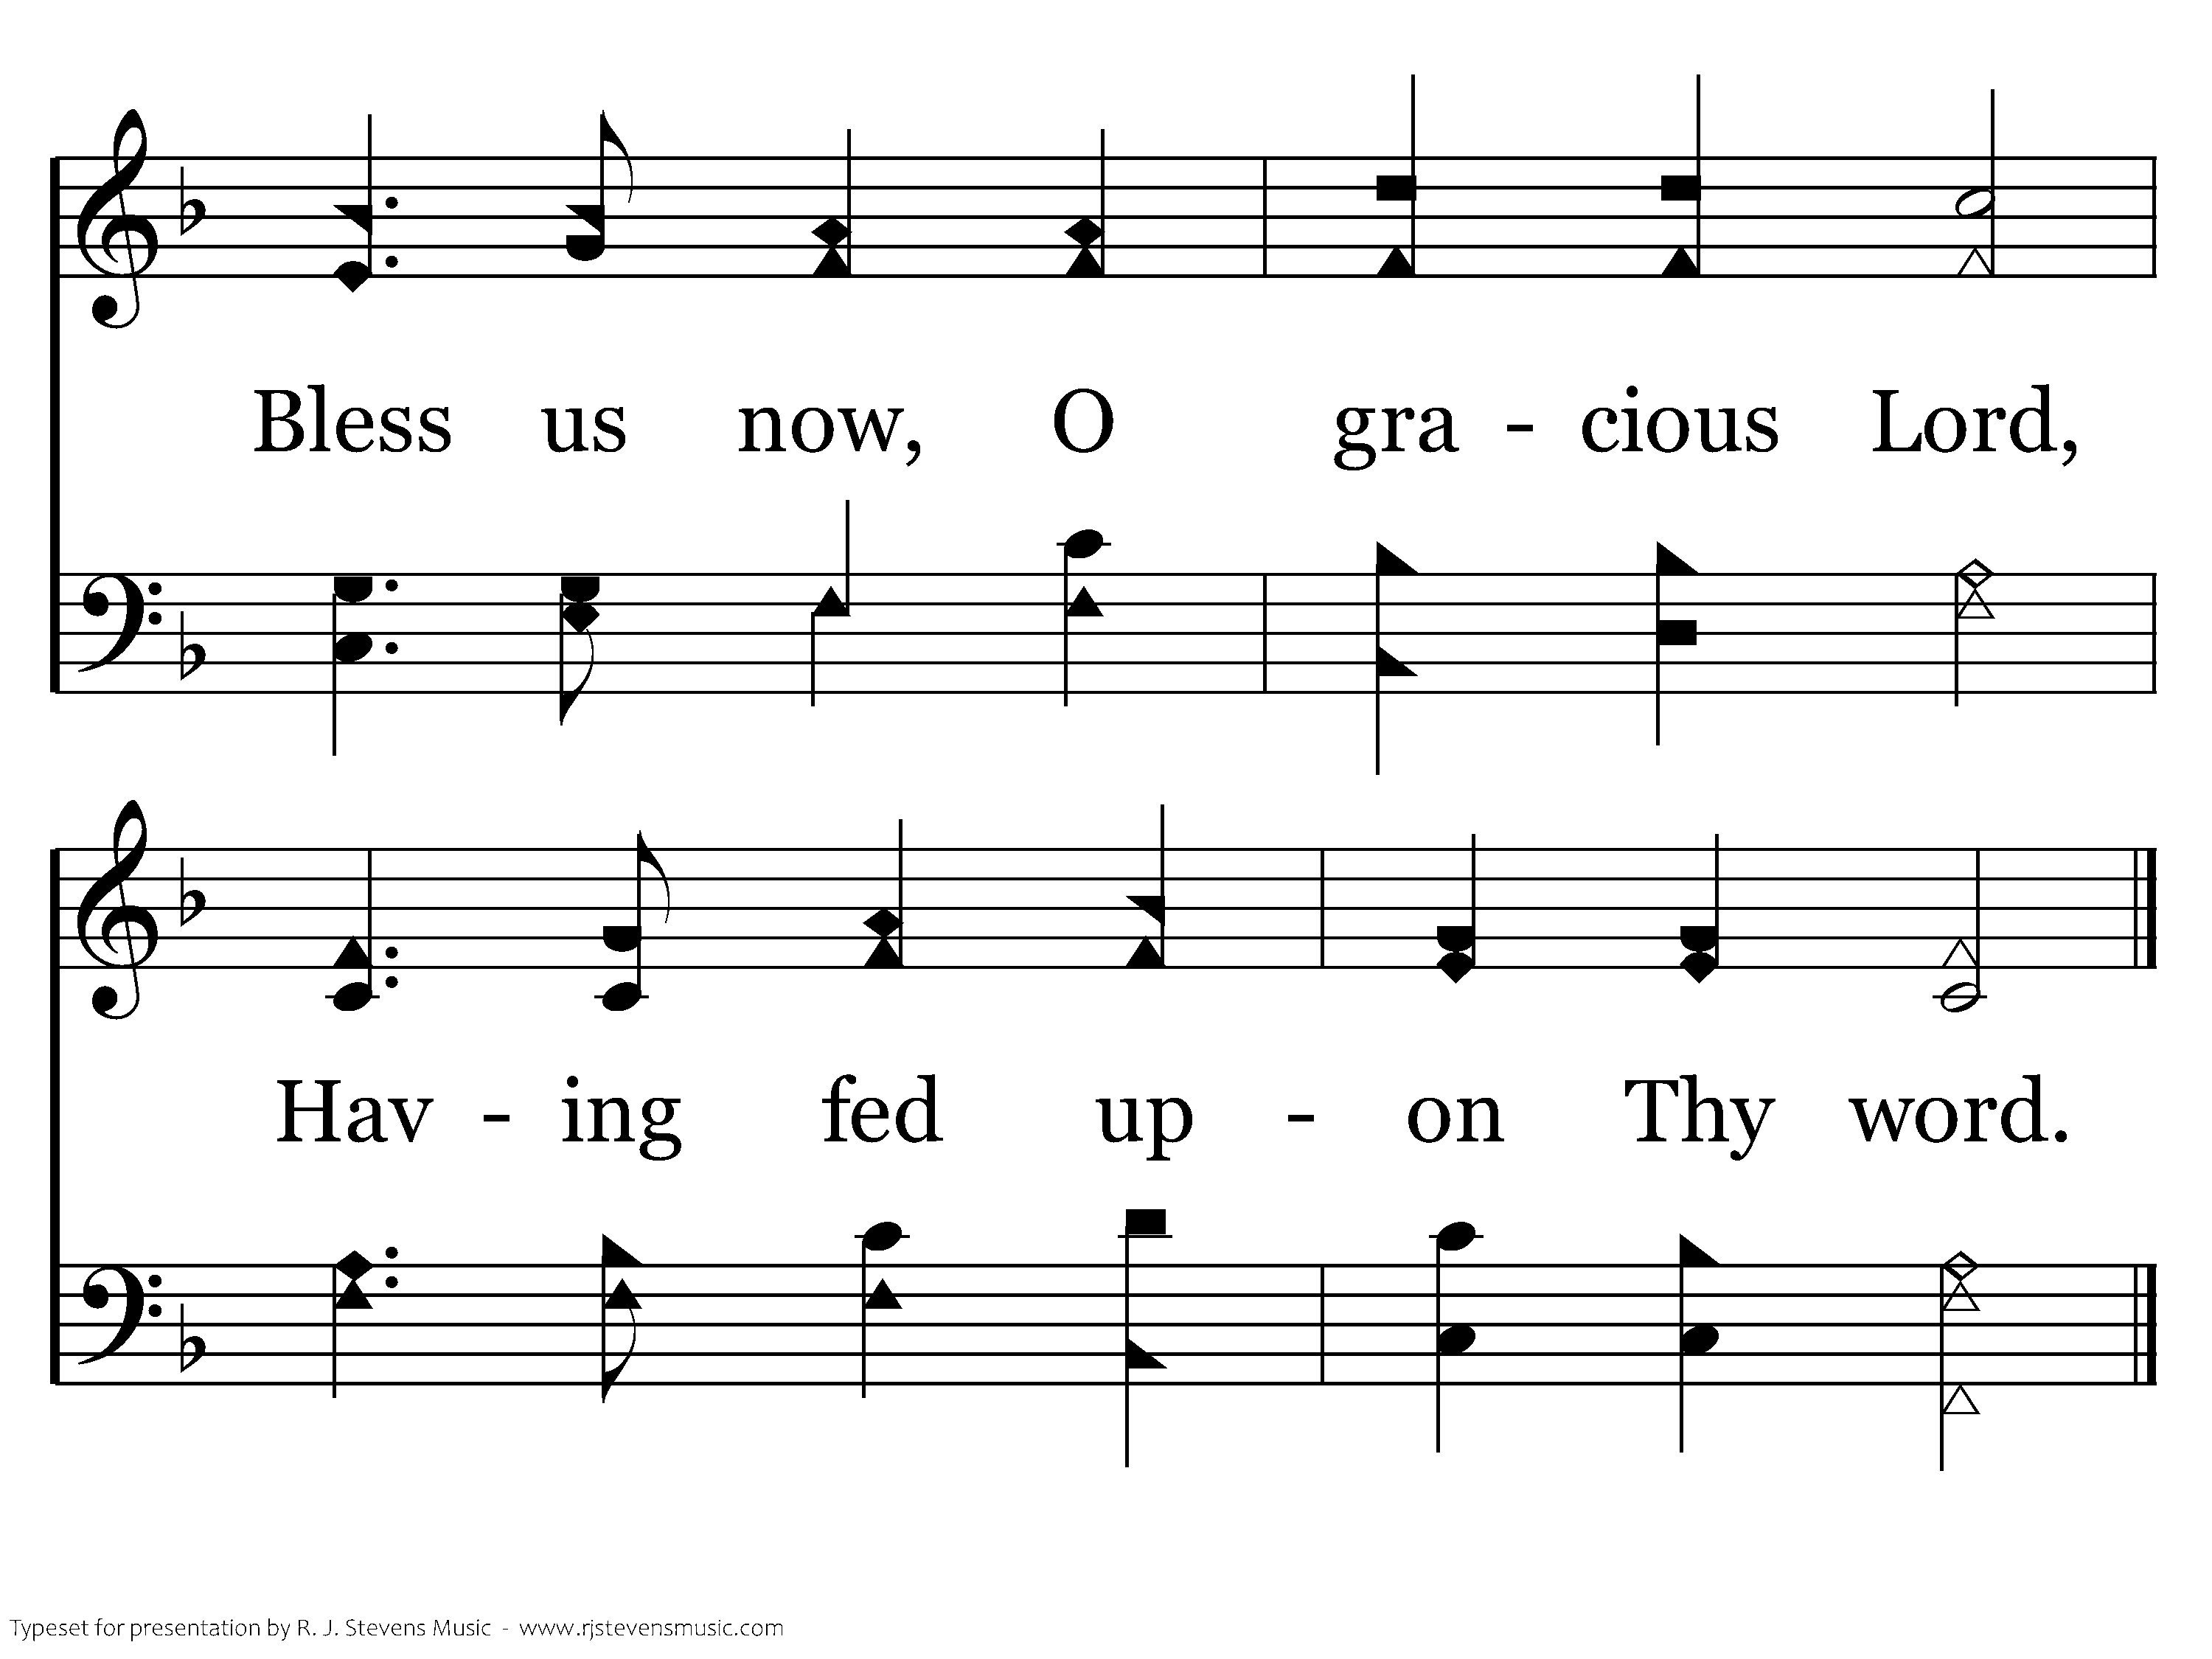 Bless us now, O gra - cious Lord,
Hav - ing fed up - on Thy word.
Typeset for presentation by R. J. Stevens Music - www.rjstevensmusic.com